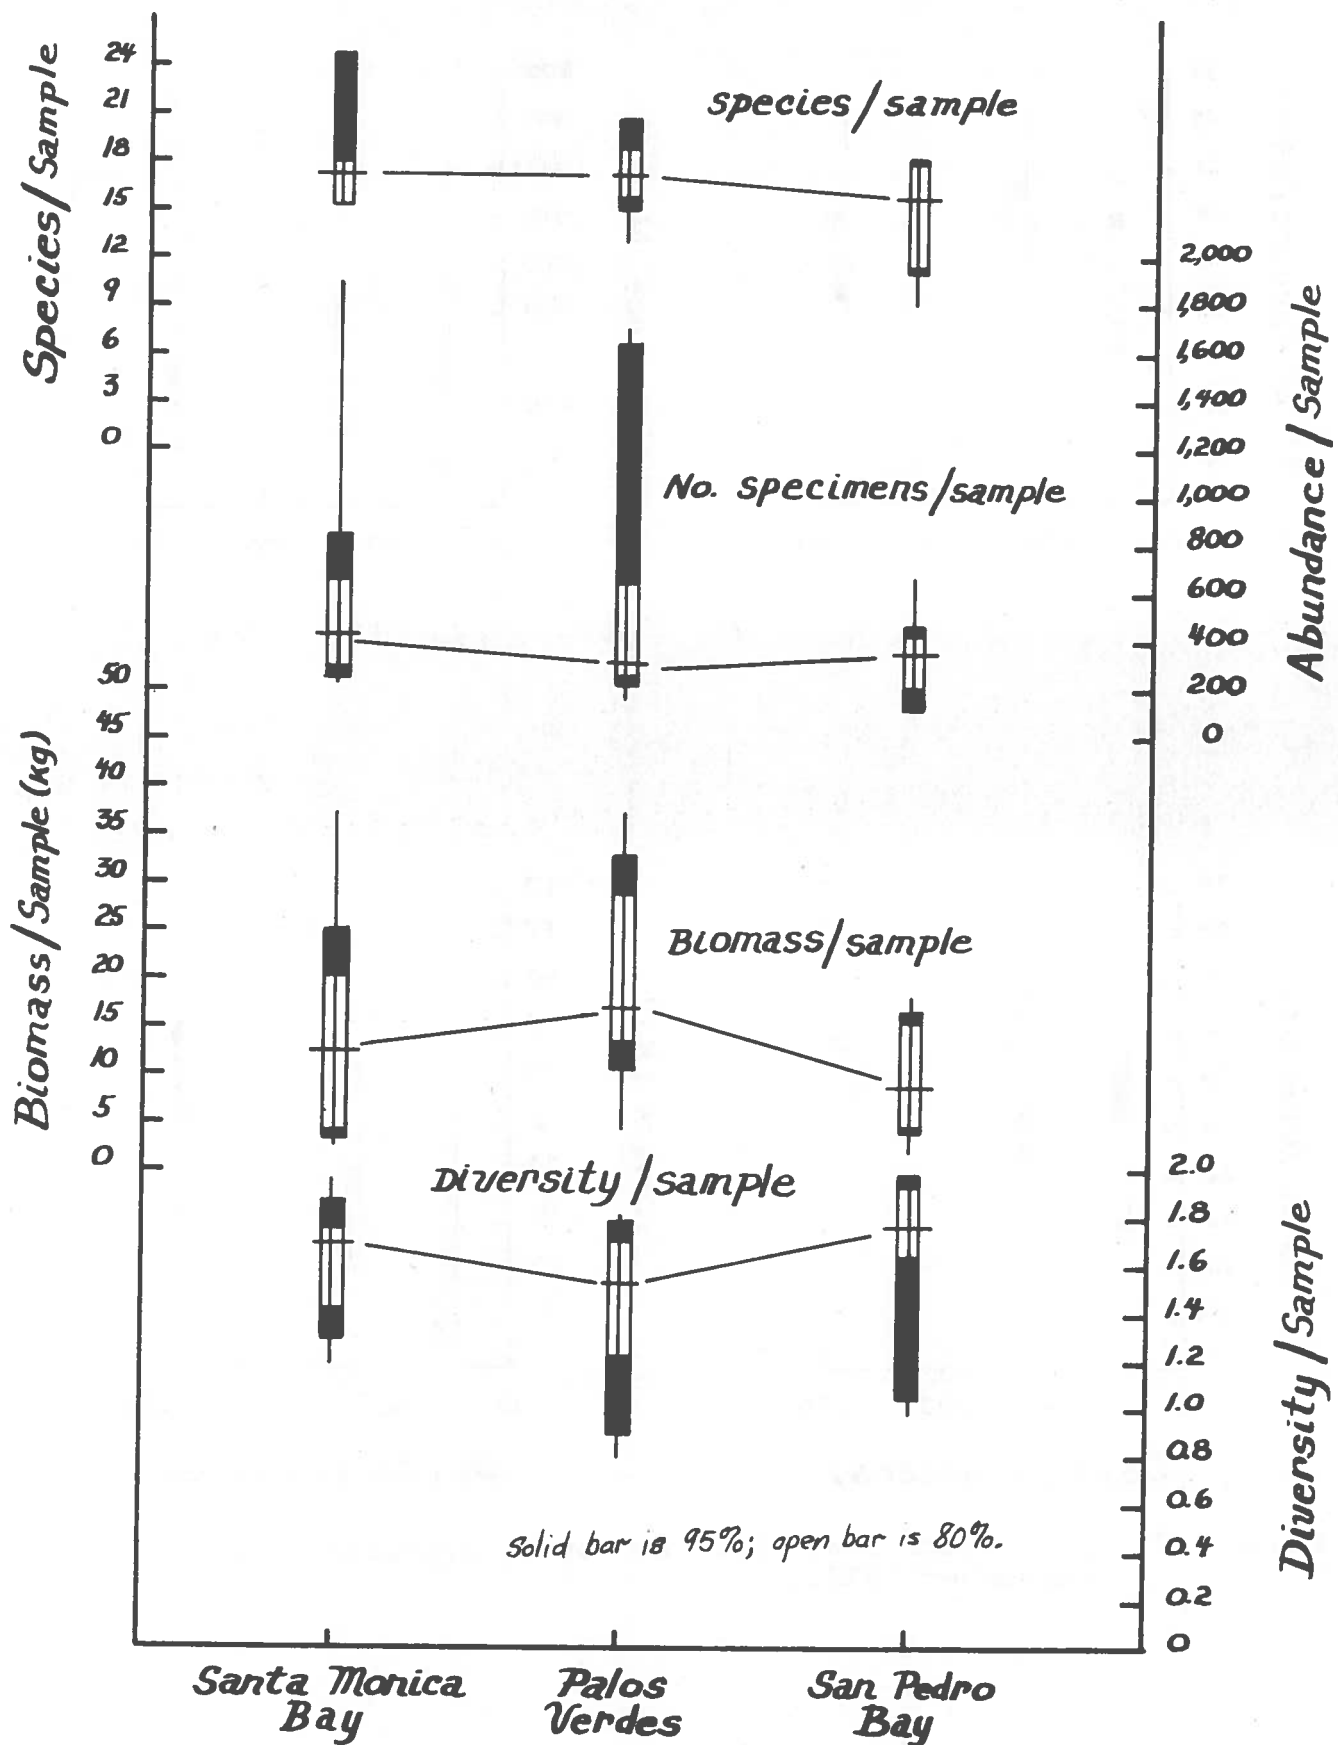 Species/Sample
24
21
18
15
12
9
6
3
0
species/sample
2,000
1,800
1,600
1,400
1,200
1,000
800
600
400
200
0
Abundance/Sample
No. specimens/sample
Biomass/Sample (kg)
50
45
40
35
30
25
20
15
10
5
0
Biomass/sample
Diversity/sample
2.0
1.8
1.6
1.4
1.2
1.0
0.8
0.6
0.4
0.2
0
Diversity/Sample
Solid bar is 95%; open bar is 80%.
Santa Monica
Bay
Palos
Verdes
San Pedro
Bay